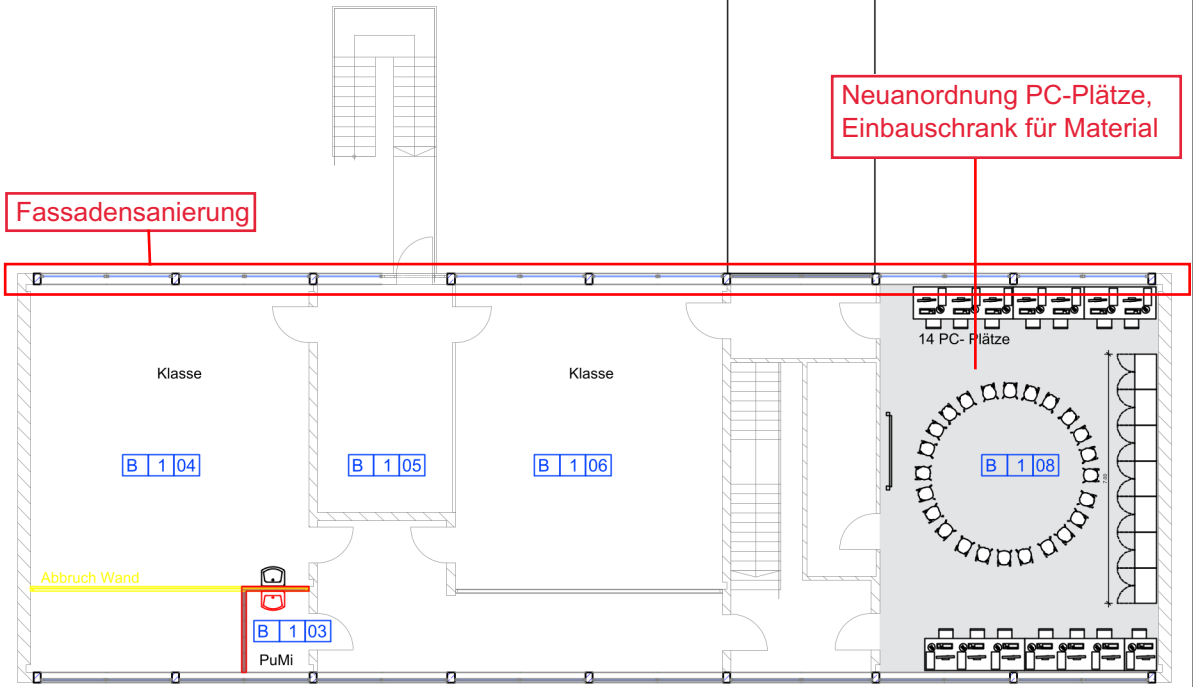 Neuanordnung PC-Plätze,
Einbauschrank für Material
Fassadensanierung
14 PC- Plätze
Klasse
Klasse
B 1 04
B 1 05
B 1 06
B 1 08
Abbruch Wand
B 1 03
PuMi